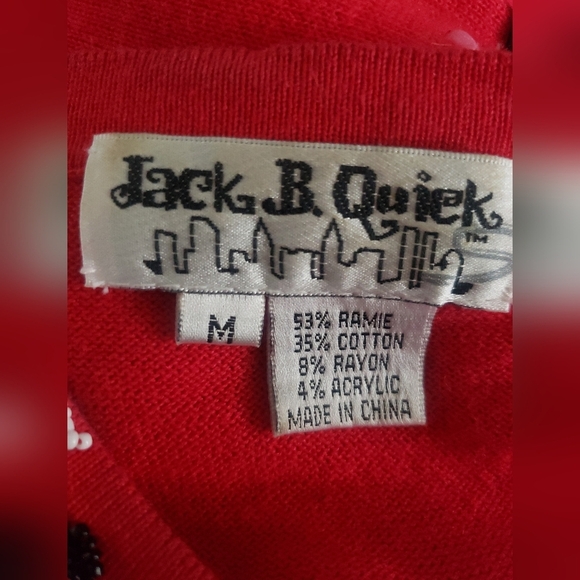 Jack B. Quick
TM
M
53% RAMIE
35% COTTON
8% RAYON
4% ACRYLIC
MADE IN CHINA